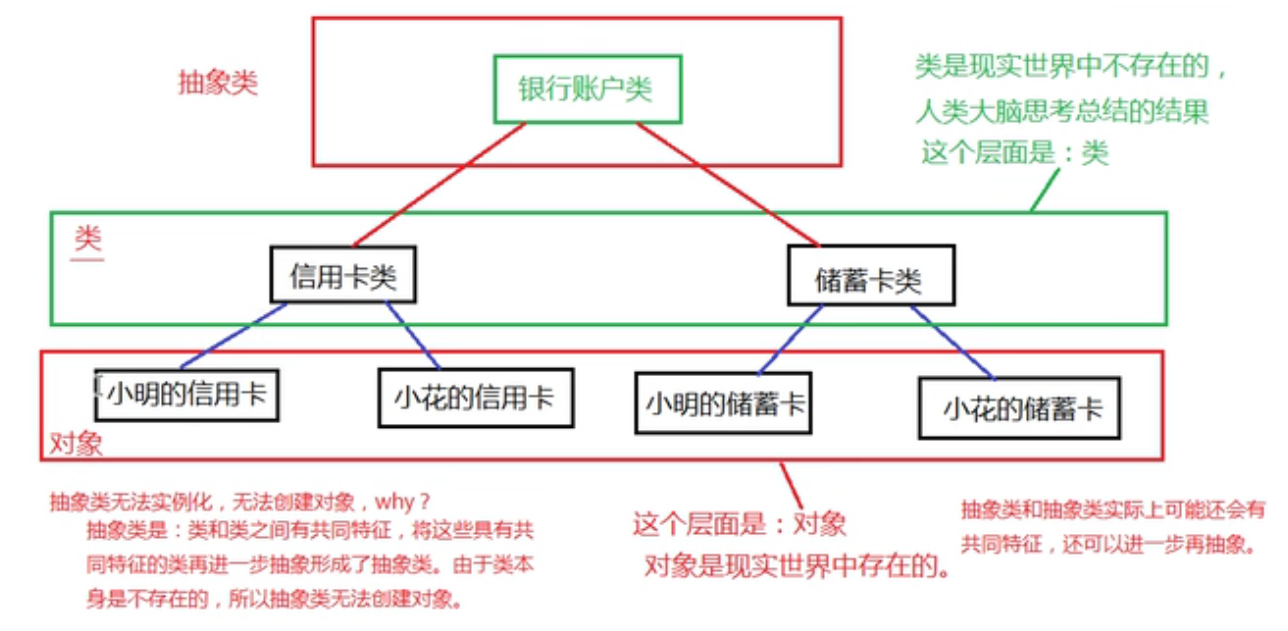 抽象类
银行账户类
类是现实世界中不存在的，
人类大脑思考总结的结果
这个层面是：类
类
信用卡类
储蓄卡类
小明的信用卡
小花的信用卡
小明的储蓄卡
小花的储蓄卡
对象
抽象类无法实例化，无法创建对象，why？
抽象类是：类和类之间有共同特征，将这些具有共
同特征的类再进一步抽象形成了抽象类。由于类本
身是不存在的，所以抽象类无法创建对象。
这个层面是：对象
对象是现实世界中存在的。
抽象类和抽象类实际上可能还会有
共同特征，还可以进一步再抽象。